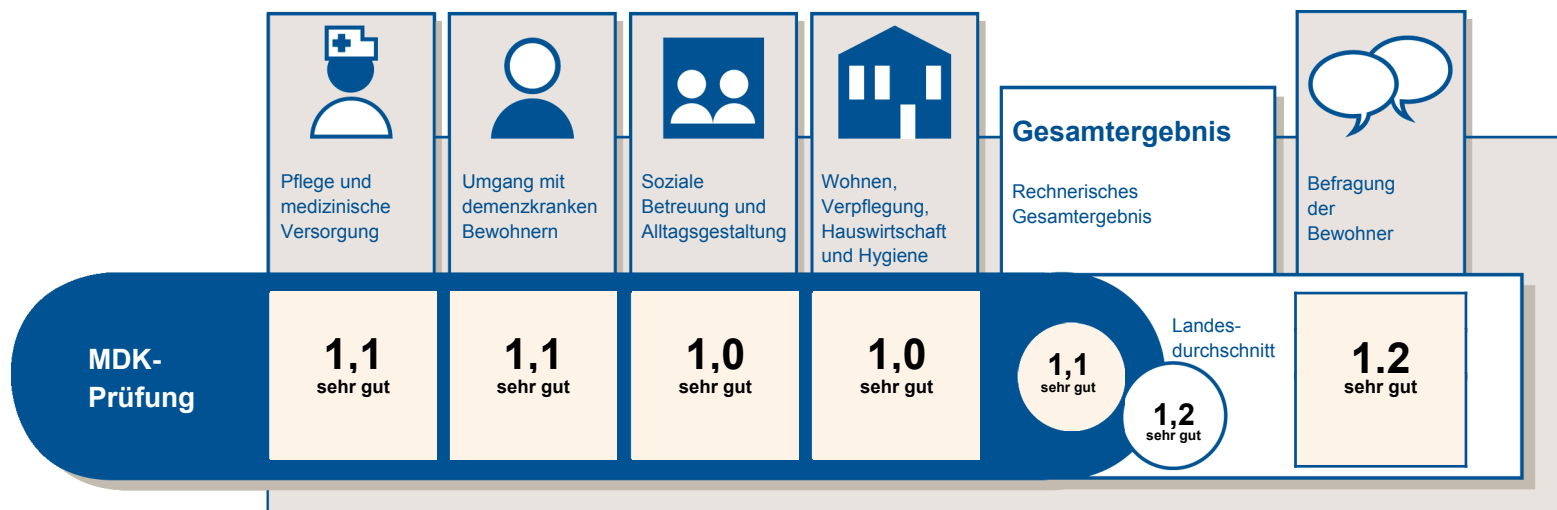 Pflege und
medizinische
Versorgung
Umgang mit
demenzkranken
Bewohnern
Soziale
Betreuung und
Alltagsgestaltung
Wohnen,
Verpflegung,
Hauswirtschaft
und Hygiene
Gesamtergebnis
Rechnerisches
Gesamtergebnis
Befragung
der
Bewohner
MDK-
Prüfung
1,1
sehr gut
1,1
sehr gut
1,0
sehr gut
1,0
sehr gut
1,1
sehr gut
Landes-
durchschnitt
1,2
sehr gut
1.2
sehr gut